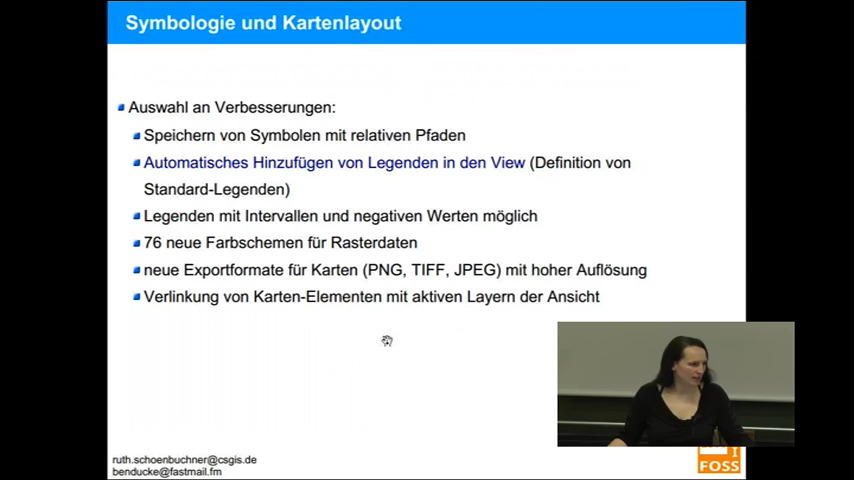 Symbologie und Kartenlayout
Auswahl an Verbesserungen:
Speichern von Symbolen mit relativen Pfaden
Automatisches Hinzufügen von Legenden in den View (Definition von
Standard-Legenden)
Legenden mit Intervallen und negativen Werten möglich
76 neue Farbschemen für Rasterdaten
neue Exportformate für Karten (PNG, TIFF, JPEG) mit hoher Auflösung
Verlinkung von Karten-Elementen mit aktiven Layern der Ansicht
ruth.schoenbuchner@csgis.de
benducke@fastmail.fm
FOSS